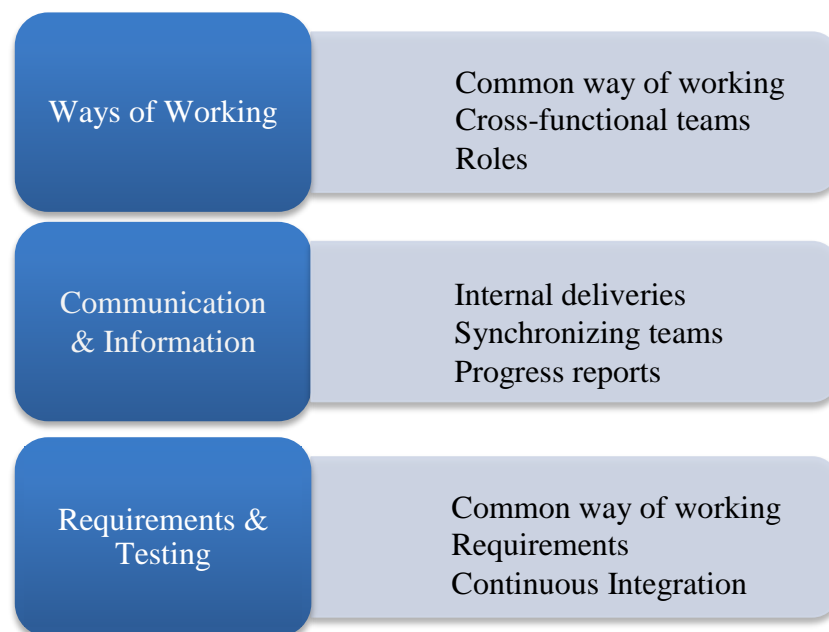 Ways of Working
Common way of working
Cross-functional teams
Roles
Communication
& Information
Internal deliveries
Synchronizing teams
Progress reports
Requirements &
Testing
Common way of working
Requirements
Continuous Integration